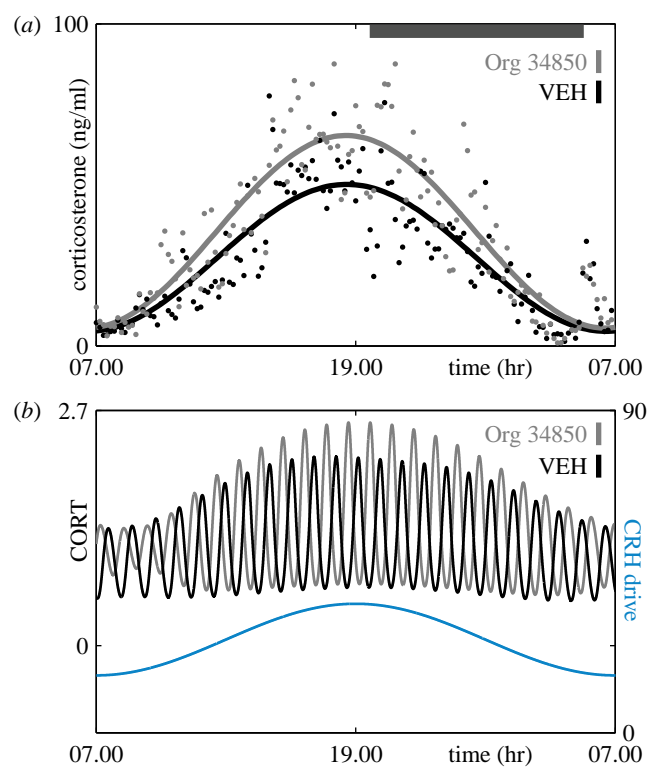 (a)
100
Org 34850
VEH
corticosterone (ng/ml)
0
07.00 19.00 time (hr) 07.00
(b)
2.7 90
Org 34850
VEH
CORT
CRH drive
0
0
07.00 19.00 time (hr) 07.00